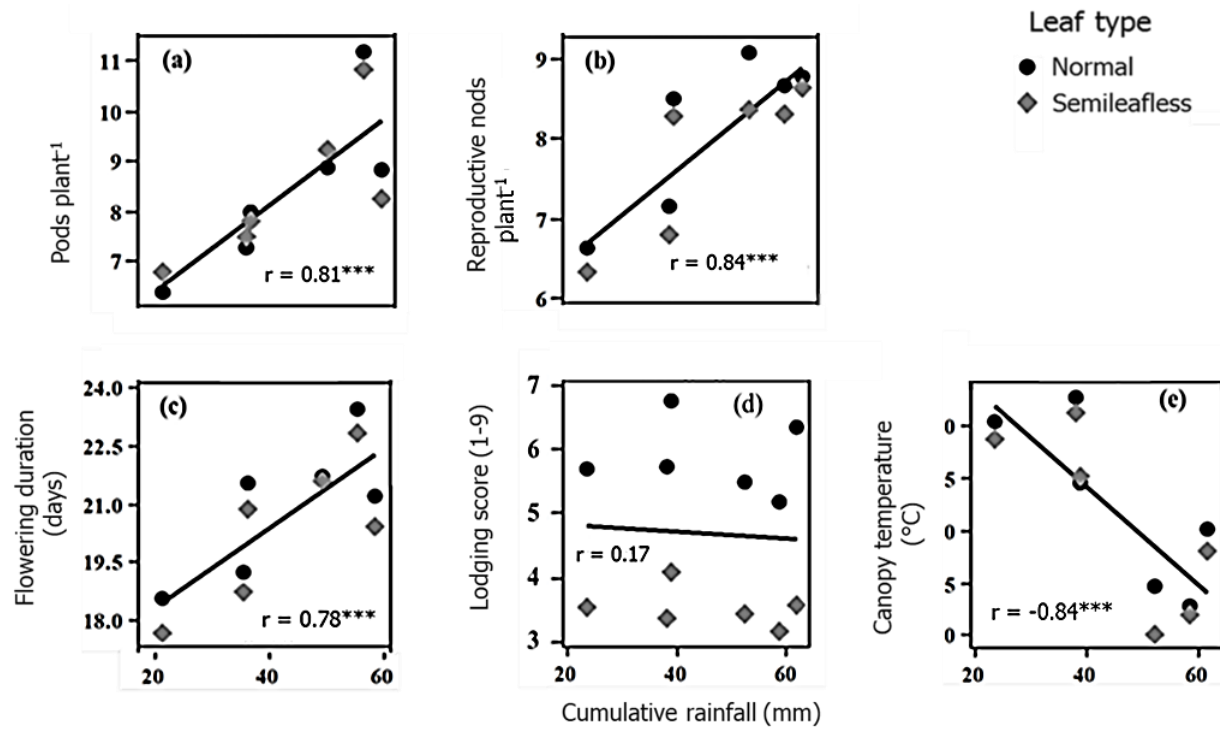 Leaf type
Normal
Semileafless
(a)
11
10
9
8
7
Pods plant⁻¹
r = 0.81***
(b)
9
8
7
6
Reproductive nods
plant⁻¹
r = 0.84***
(c)
24.0
22.5
21.0
19.5
18.0
Flowering duration
(days)
r = 0.78***
20
40
60
(d)
7
6
5
4
3
Lodging score (1-9)
r = 0.17
20
40
60
(e)
0
5
0
5
0
Canopy temperature
(°C)
r = -0.84***
20
40
60
Cumulative rainfall (mm)